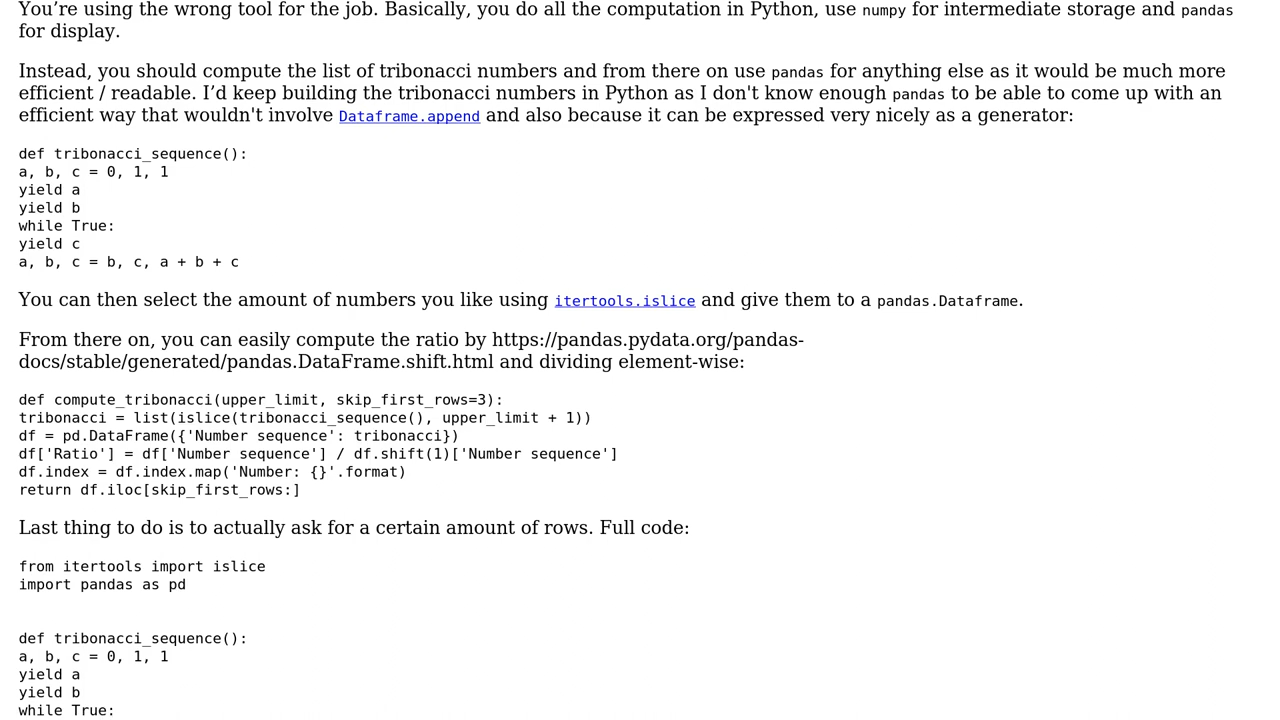 You’re using the wrong tool for the job. Basically, you do all the computation in Python, use numpy for intermediate storage and pandas
for display.
Instead, you should compute the list of tribonacci numbers and from there on use pandas for anything else as it would be much more
efficient / readable. I’d keep building the tribonacci numbers in Python as I don't know enough pandas to be able to come up with an
efficient way that wouldn't involve Dataframe.append and also because it can be expressed very nicely as a generator:
def tribonacci_sequence():
a, b, c = 0, 1, 1
yield a
yield b
while True:
yield c
a, b, c = b, c, a + b + c
You can then select the amount of numbers you like using itertools.islice and give them to a pandas.Dataframe.
From there on, you can easily compute the ratio by https://pandas.pydata.org/pandas-
docs/stable/generated/pandas.DataFrame.shift.html and dividing element-wise:
def compute_tribonacci(upper_limit, skip_first_rows=3):
tribonacci = list(islice(tribonacci_sequence(), upper_limit + 1))
df = pd.DataFrame({'Number sequence': tribonacci})
df['Ratio'] = df['Number sequence'] / df.shift(1)['Number sequence']
df.index = df.index.map('Number: {}'.format)
return df.iloc[skip_first_rows:]
Last thing to do is to actually ask for a certain amount of rows. Full code:
from itertools import islice
import pandas as pd
def tribonacci_sequence():
a, b, c = 0, 1, 1
yield a
yield b
while True: